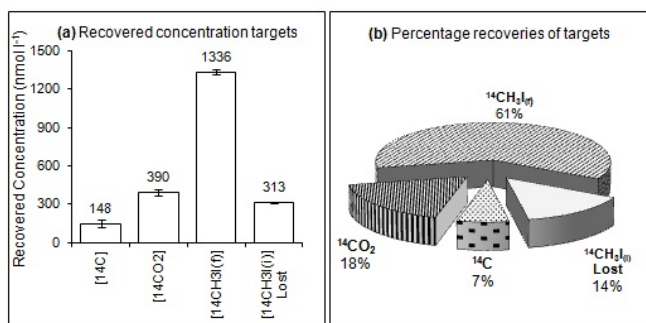 (a) Recovered concentration targets
Recovered Concentration (nmol l⁻¹)
1500
1200
900
600
300
0
148
390
1336
313
[14C]
[14CO2]
[14CH3I(f)]
[14CH3I(i)]
Lost
(b) Percentage recoveries of targets
¹⁴CH₃I₍f₎
61%
¹⁴CO₂
18%
¹⁴C
7%
¹⁴CH₃I₍i₎
Lost
14%